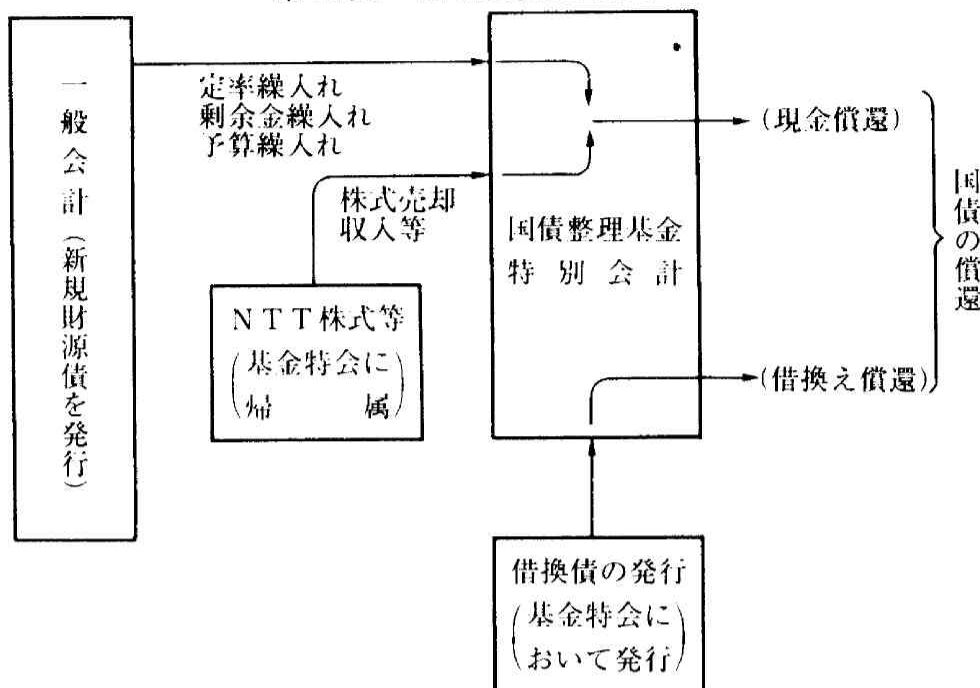 一般会計（新規財源債を発行）
定率繰入れ
剰余金繰入れ
予算繰入れ
株式売却
収入等
ＮＴＴ株式等
（基金特会に
帰属）
国債整理基金
特別会計
（現金償還）
（借換え償還）
国債の償還
借換債の発行
（基金特会に
おいて発行）